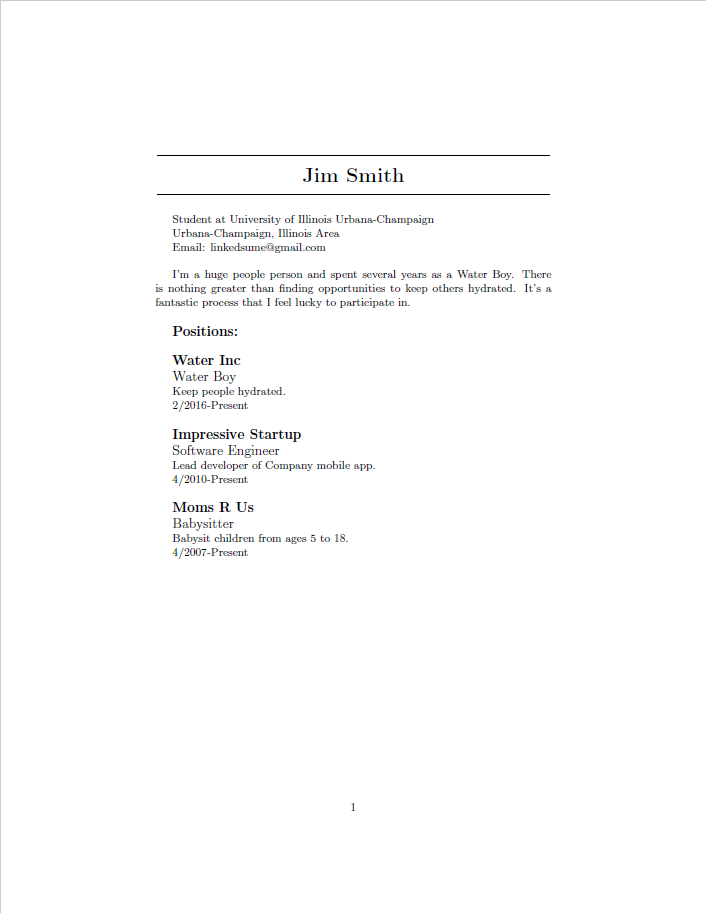 Jim Smith
Student at University of Illinois Urbana-Champaign
Urbana-Champaign, Illinois Area
Email: linkedsume@gmail.com
I'm a huge people person and spent several years as a Water Boy. There
is nothing greater than finding opportunities to keep others hydrated. It's a
fantastic process that I feel lucky to participate in.
Positions:
Water Inc
Water Boy
Keep people hydrated.
2/2016-Present
Impressive Startup
Software Engineer
Lead developer of Company mobile app.
4/2010-Present
Moms R Us
Babysitter
Babysit children from ages 5 to 18.
4/2007-Present
1